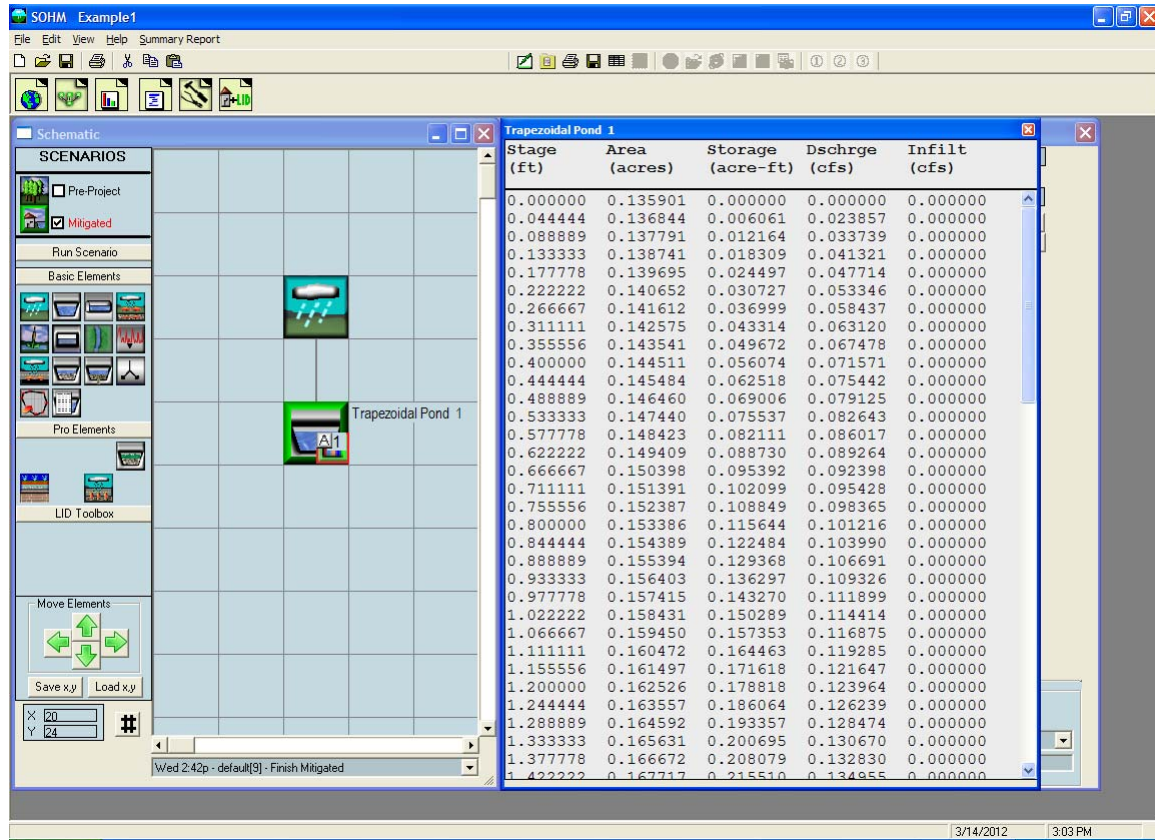 SOHM Example1
File Edit View Help Summary Report
Schematic
SCENARIOS
Pre-Project
Mitigated
Run Scenario
Basic Elements
Pro Elements
LID Toolbox
Move Elements
Save x,y Load x,y
X 20
Y 24
#
+LID
Trapezoidal Pond 1
A 1
Wed 2:42p - default[9] - Finish Mitigated
Trapezoidal Pond 1
Stage Area Storage Dschrge Infilt
(ft) (acres) (acre-ft) (cfs) (cfs)
0.000000 0.135901 0.000000 0.000000 0.000000
0.044444 0.136844 0.006061 0.023857 0.000000
0.088889 0.137791 0.012164 0.033739 0.000000
0.133333 0.138741 0.018309 0.041321 0.000000
0.177778 0.139695 0.024497 0.047714 0.000000
0.222222 0.140652 0.030727 0.053346 0.000000
0.266667 0.141612 0.036999 0.058437 0.000000
0.311111 0.142575 0.043314 0.063120 0.000000
0.355556 0.143541 0.049672 0.067478 0.000000
0.400000 0.144511 0.056074 0.071571 0.000000
0.444444 0.145484 0.062518 0.075442 0.000000
0.488889 0.146460 0.069006 0.079125 0.000000
0.533333 0.147440 0.075537 0.082643 0.000000
0.577778 0.148423 0.082111 0.086017 0.000000
0.622222 0.149409 0.088730 0.089264 0.000000
0.666667 0.150398 0.095392 0.092398 0.000000
0.711111 0.151391 0.102099 0.095428 0.000000
0.755556 0.152387 0.108849 0.098365 0.000000
0.800000 0.153386 0.115644 0.101216 0.000000
0.844444 0.154389 0.122484 0.103990 0.000000
0.888889 0.155394 0.129368 0.106691 0.000000
0.933333 0.156403 0.136297 0.109326 0.000000
0.977778 0.157415 0.143270 0.111899 0.000000
1.022222 0.158431 0.150289 0.114414 0.000000
1.066667 0.159450 0.157353 0.116875 0.000000
1.111111 0.160472 0.164463 0.119285 0.000000
1.155556 0.161497 0.171618 0.121647 0.000000
1.200000 0.162526 0.178818 0.123964 0.000000
1.244444 0.163557 0.186064 0.126239 0.000000
1.288889 0.164592 0.193357 0.128474 0.000000
1.333333 0.165631 0.200695 0.130670 0.000000
1.377778 0.166672 0.208079 0.132830 0.000000
1.422222 0.167717 0.215510 0.134955 0.000000
3/14/2012 3:03 PM